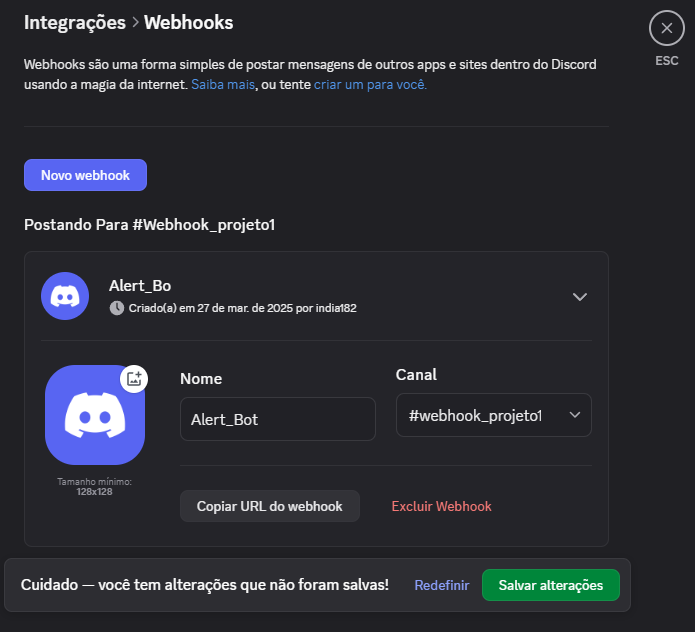 Integrações > Webhooks
ESC
Webhooks são uma forma simples de postar mensagens de outros apps e sites dentro do Discord
usando a magia da internet. Saiba mais, ou tente criar um para você.
Novo webhook
Postando Para #Webhook_projeto1
Alert_Bo
Criado(a) em 27 de mar. de 2025 por india182
Nome
Canal
Alert_Bot
#webhook_projeto1
Tamanho mínimo:
128x128
Copiar URL do webhook
Excluir Webhook
Cuidado — você tem alterações que não foram salvas!
Redefinir
Salvar alterações